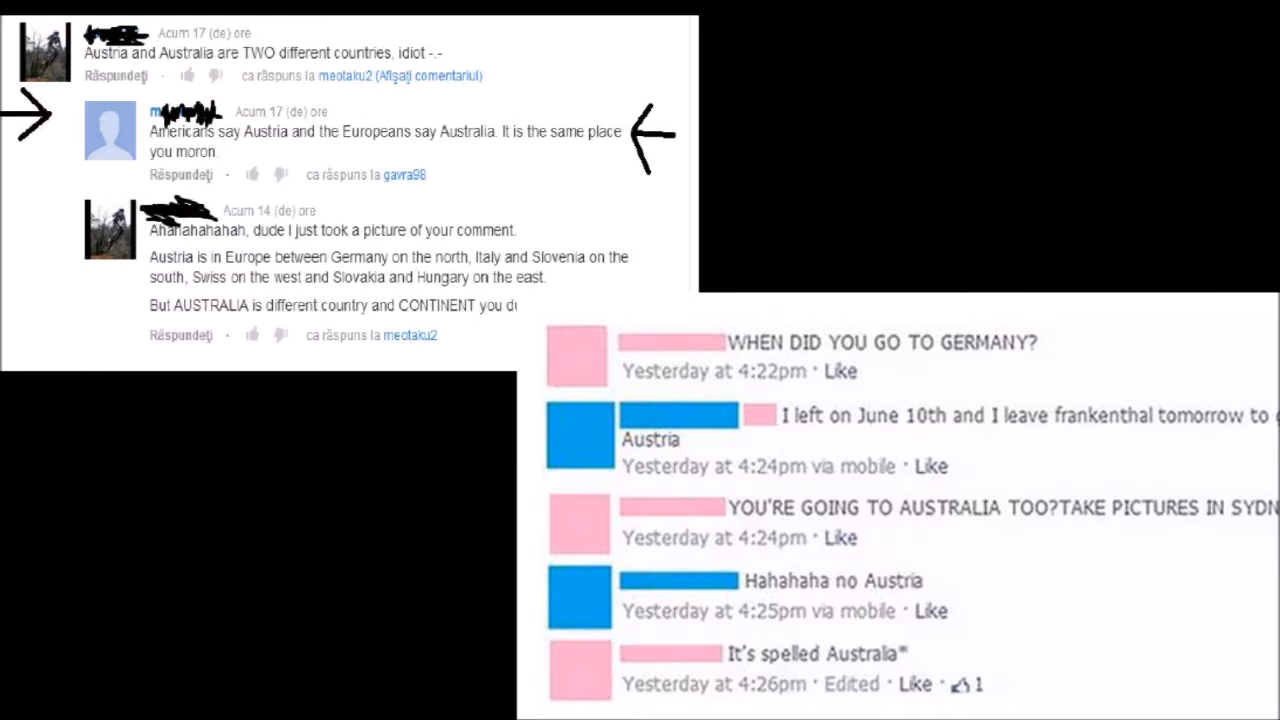 Acum 17 (de) ore
Austria and Australia are TWO different countries, idiot -.-
Răspundeţi · ca răspuns la meotaku2 (Afişaţi comentariul)
m Acum 17 (de) ore
Americans say Austria and the Europeans say Australia. It is the same place
you moron.
Răspundeţi · ca răspuns la gavra98
Acum 14 (de) ore
Ahahahahahah, dude I just took a picture of your comment.
Austria is in Europe between Germany on the north, Italy and Slovenia on the
south, Swiss on the west and Slovakia and Hungary on the east.
But AUSTRALIA is different country and CONTINENT you
Răspundeţi · ca răspuns la meotaku2
WHEN DID YOU GO TO GERMANY?
Yesterday at 4:22pm · Like
I left on June 10th and I leave frankenthal tomorrow to
Austria
Yesterday at 4:24pm via mobile · Like
YOU'RE GOING TO AUSTRALIA TOO?TAKE PICTURES IN SYDN
Yesterday at 4:24pm · Like
Hahahaha no Austria
Yesterday at 4:25pm via mobile · Like
It's spelled Australia*
Yesterday at 4:26pm · Edited · Like · 1